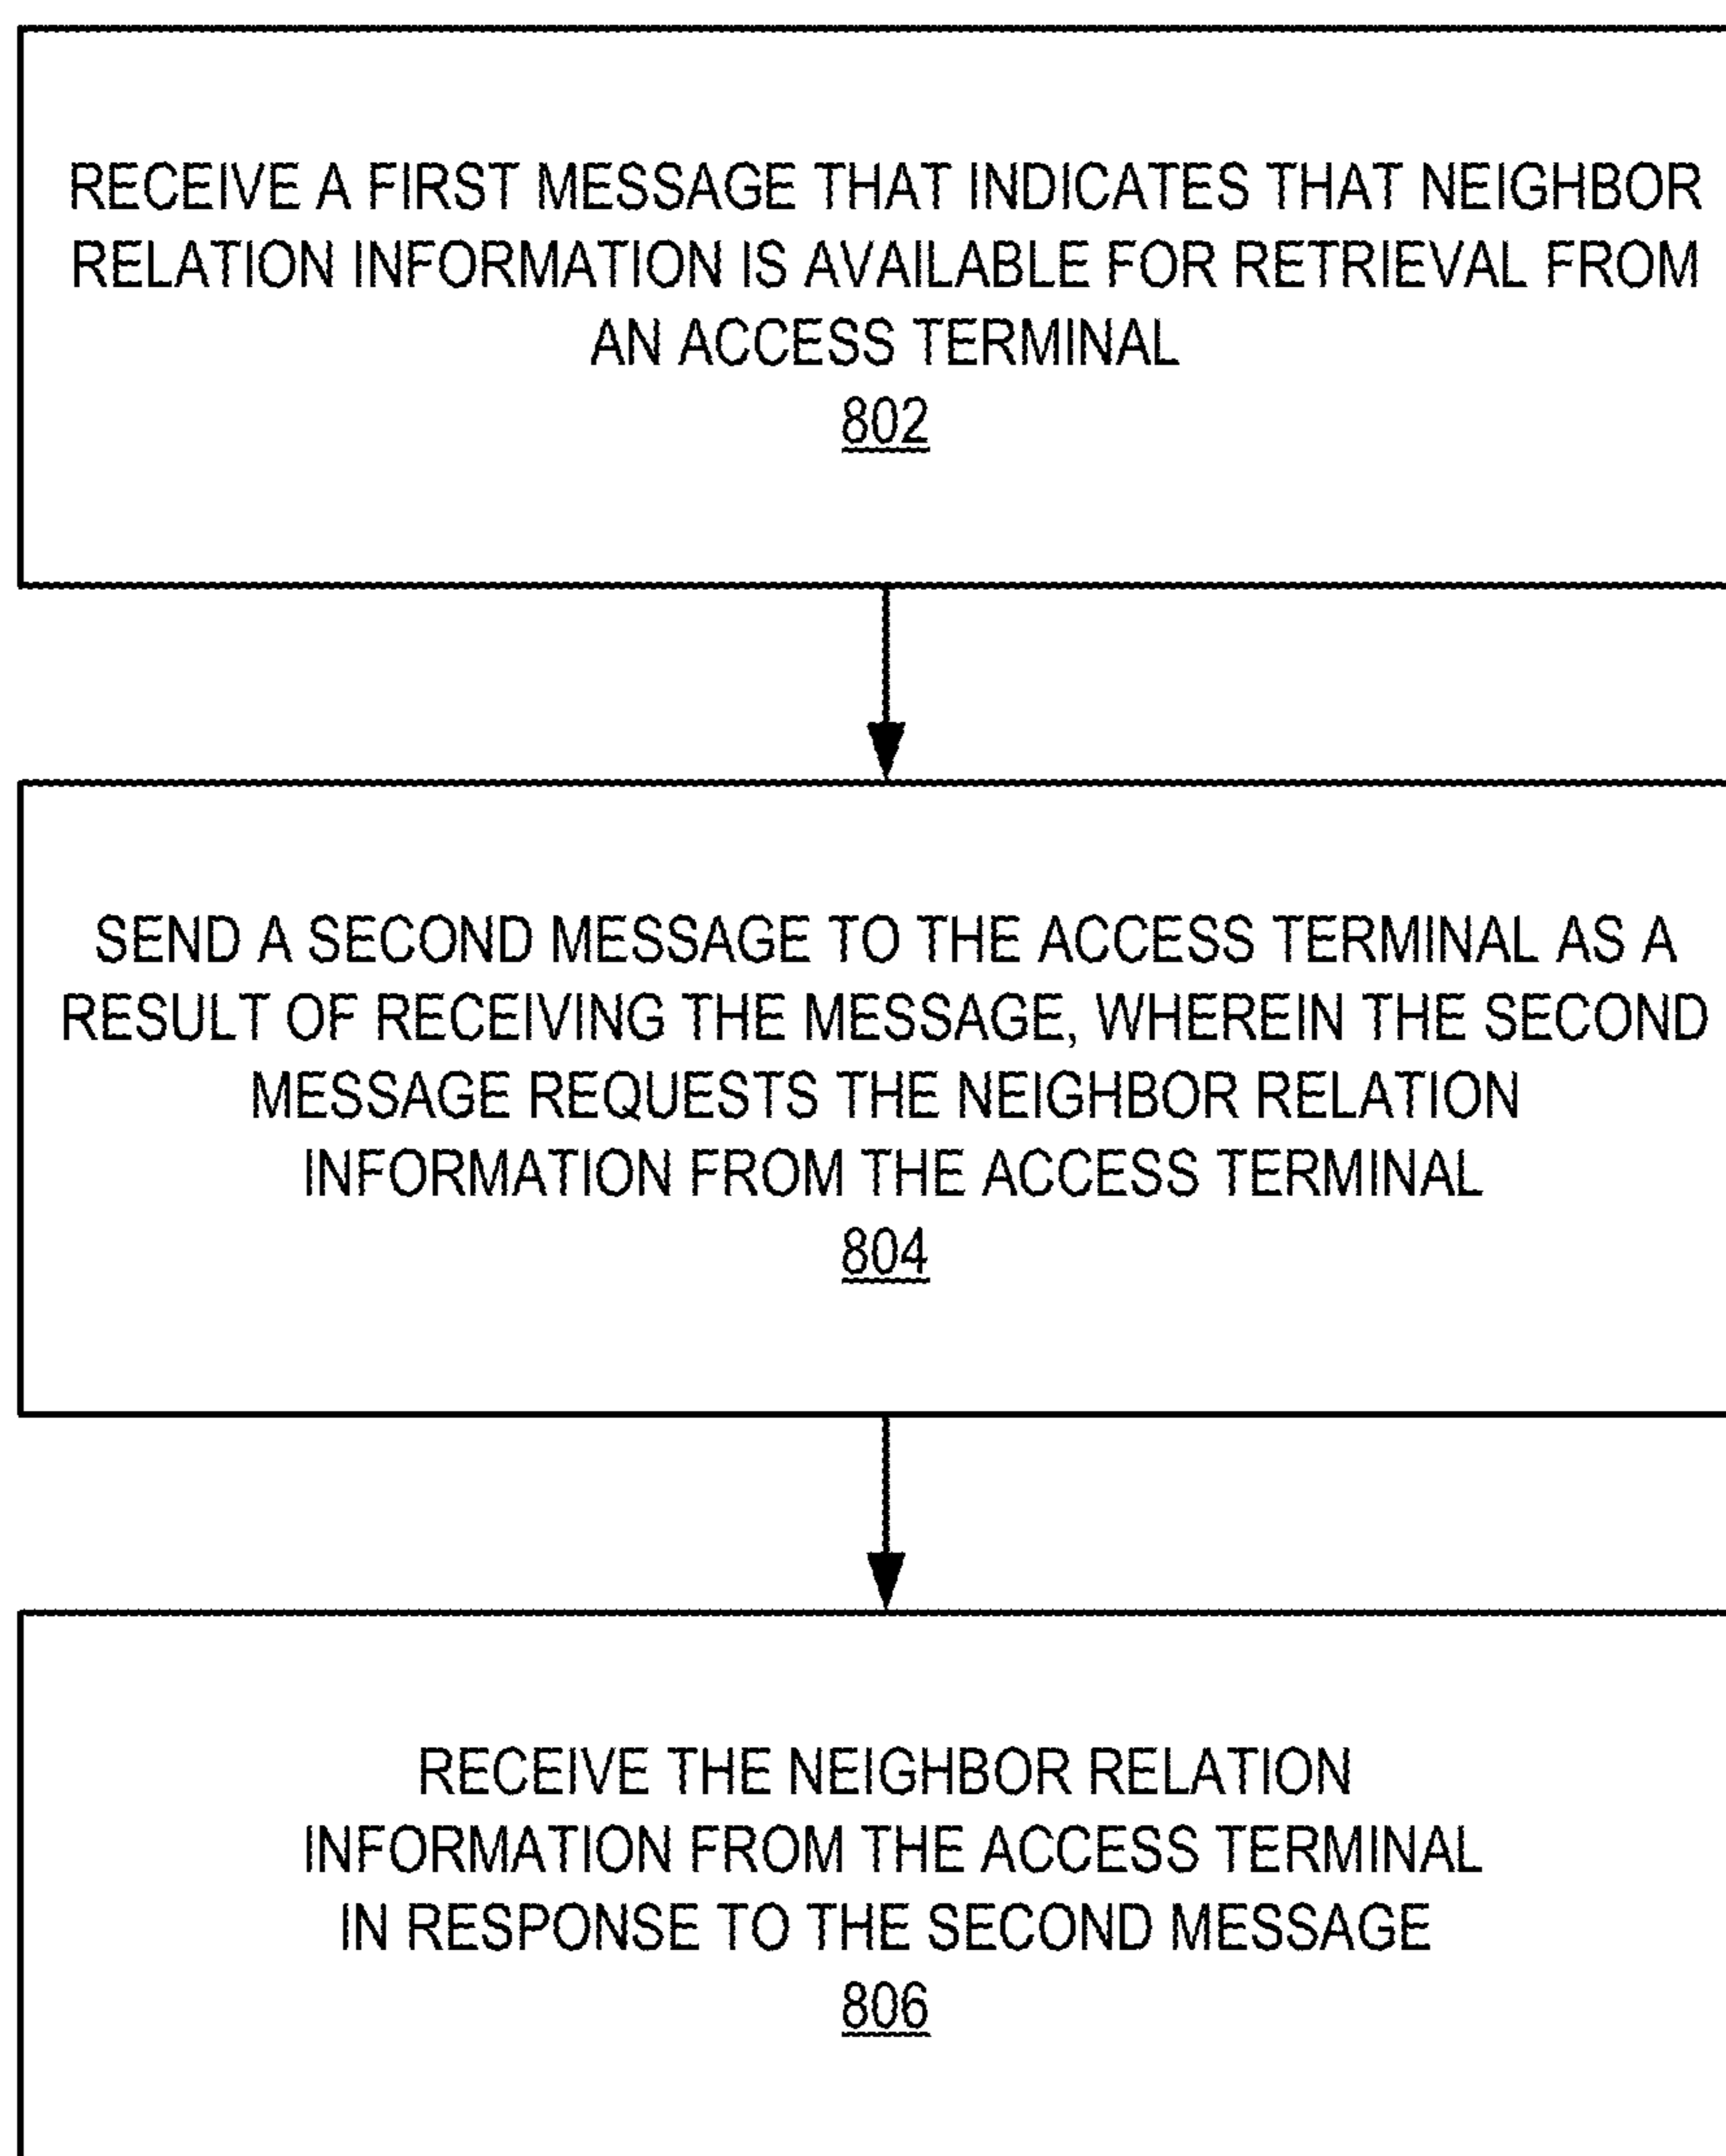 RECEIVE A FIRST MESSAGE THAT INDICATES THAT NEIGHBOR
RELATION INFORMATION IS AVAILABLE FOR RETRIEVAL FROM
AN ACCESS TERMINAL
802
SEND A SECOND MESSAGE TO THE ACCESS TERMINAL AS A
RESULT OF RECEIVING THE MESSAGE, WHEREIN THE SECOND
MESSAGE REQUESTS THE NEIGHBOR RELATION
INFORMATION FROM THE ACCESS TERMINAL
804
RECEIVE THE NEIGHBOR RELATION
INFORMATION FROM THE ACCESS TERMINAL
IN RESPONSE TO THE SECOND MESSAGE
806